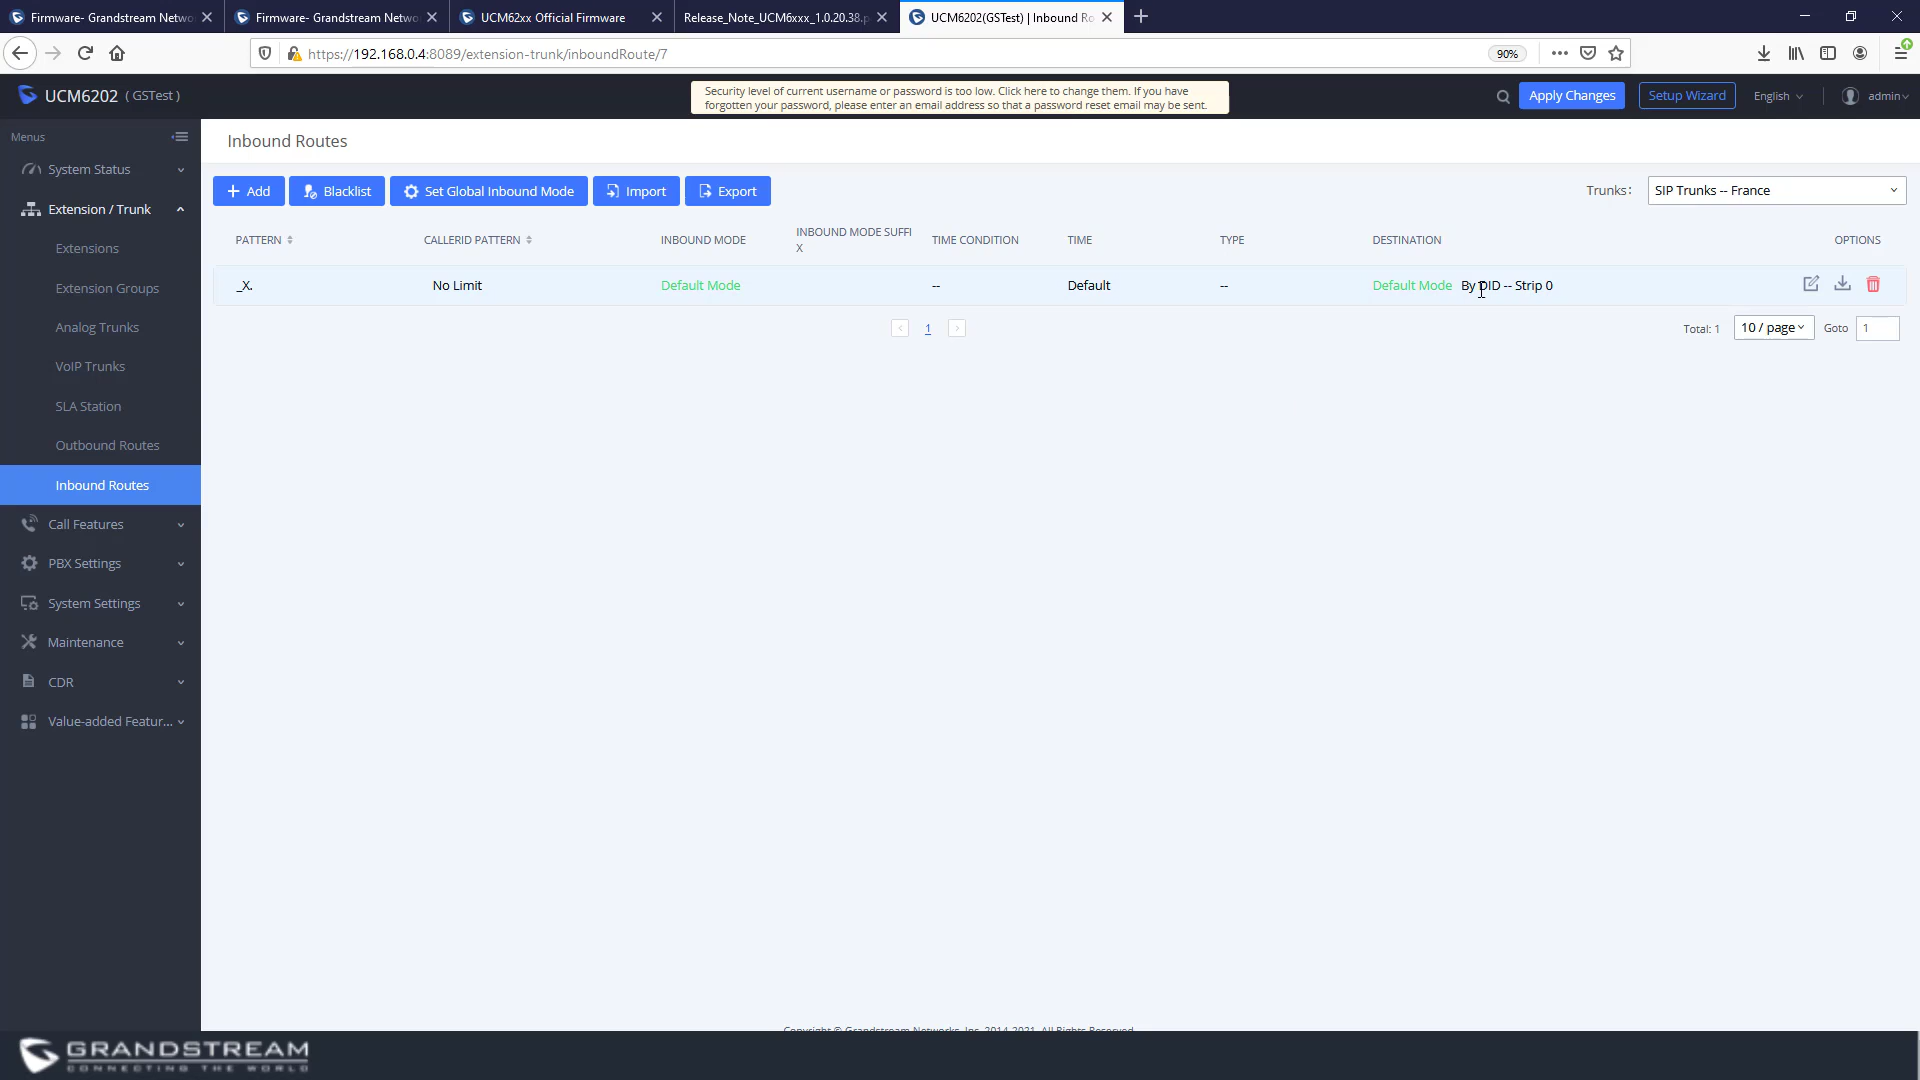 Firmware- Grandstream Netwo
Firmware- Grandstream Netwo
UCM62xx Official Firmware
Release_Note_UCM6xxx_1.0.20.38.p
UCM6202(GSTest) | Inbound Ro
https://192.168.0.4:8089/extension-trunk/inboundRoute/7
90%
UCM6202 ( GSTest )
Security level of current username or password is too low. Click here to change them. If you have
forgotten your password, please enter an email address so that a password reset email may be sent.
Apply Changes
Setup Wizard
English
admin
Menus
System Status
Extension / Trunk
Extensions
Extension Groups
Analog Trunks
VoIP Trunks
SLA Station
Outbound Routes
Inbound Routes
Call Features
PBX Settings
System Settings
Maintenance
CDR
Value-added Featur...
Inbound Routes
+ Add
Blacklist
Set Global Inbound Mode
Import
Export
Trunks:
SIP Trunks -- France
PATTERN
CALLERID PATTERN
INBOUND MODE
INBOUND MODE SUFFI
X
TIME CONDITION
TIME
TYPE
DESTINATION
OPTIONS
_X.
No Limit
Default Mode
--
Default
--
Default Mode By DID -- Strip 0
< 1 >
Total: 1
10 / page
Goto
1
Copyright © Grandstream Networks, Inc. 2014-2021. All Rights Reserved.
GRANDSTREAM
CONNECTING THE WORLD